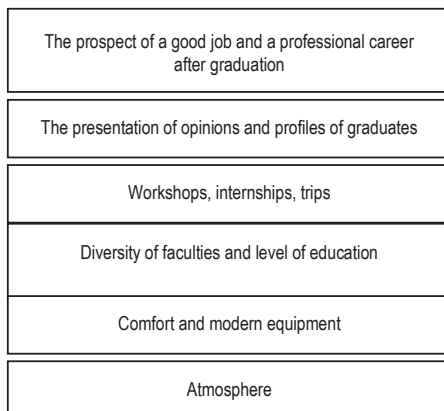 The prospect of a good job and a professional career
after graduation
The presentation of opinions and profiles of graduates
Workshops, internships, trips
Diversity of faculties and level of education
Comfort and modern equipment
Atmosphere